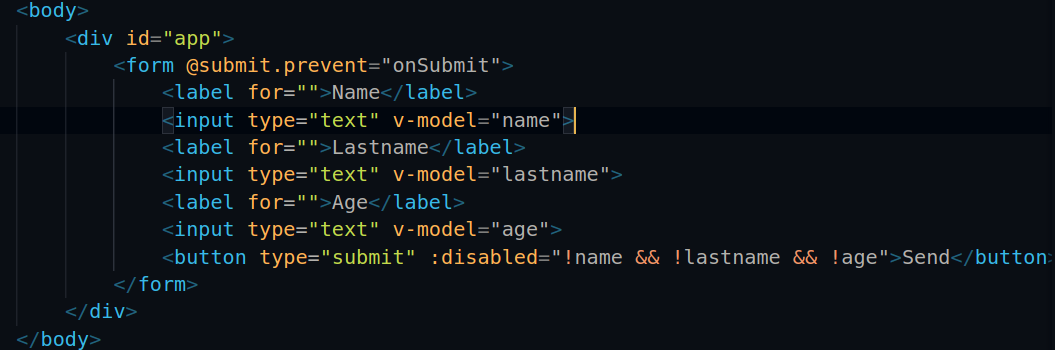 <body>
<div id="app">
<form @submit.prevent="onSubmit">
<label for="">Name</label>
<input type="text" v-model="name">
<label for="">Lastname</label>
<input type="text" v-model="lastname">
<label for="">Age</label>
<input type="text" v-model="age">
<button type="submit" :disabled="!name && !lastname && !age">Send</button>
</form>
</div>
</body>